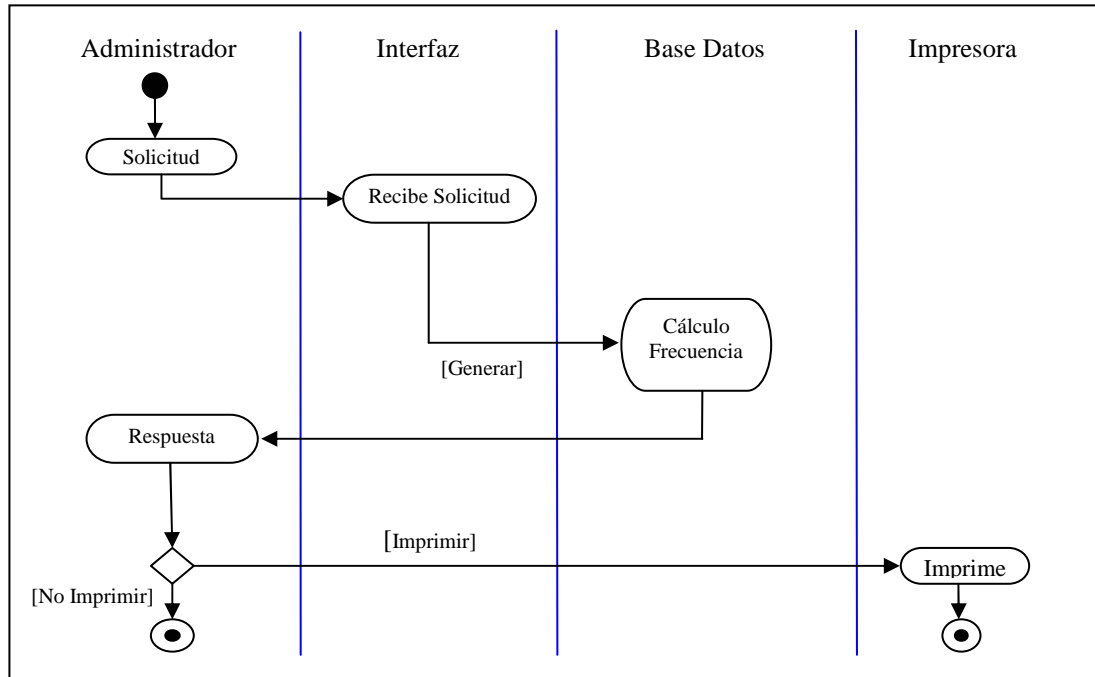 Administrador
Interfaz
Base Datos
Impresora
Solicitud
Recibe Solicitud
Cálculo
Frecuencia
[Generar]
Respuesta
[Imprimir]
Imprime
[No Imprimir]